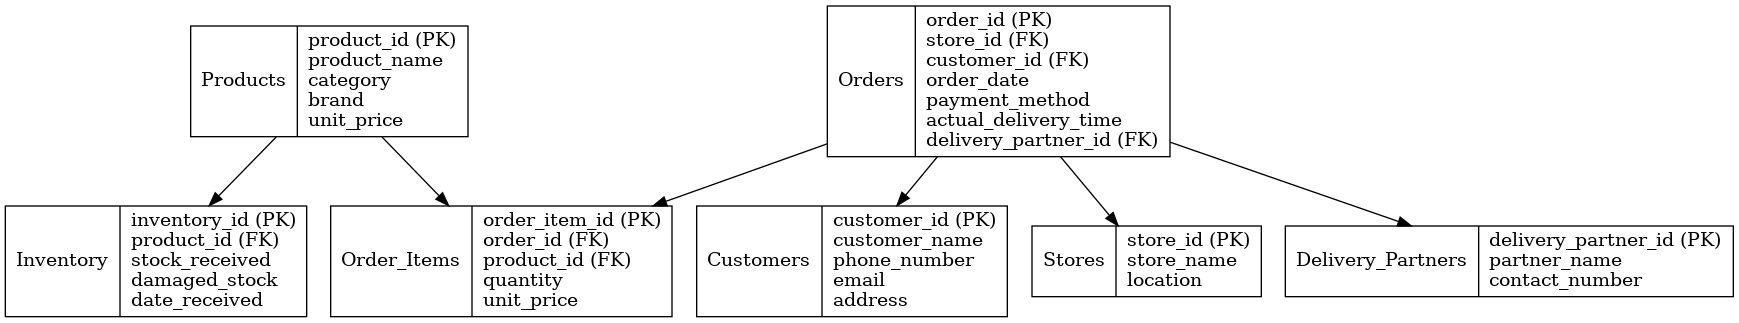 Products
product_id (PK)
product_name
category
brand
unit_price
Orders
order_id (PK)
store_id (FK)
customer_id (FK)
order_date
payment_method
actual_delivery_time
delivery_partner_id (FK)
Inventory
inventory_id (PK)
product_id (FK)
stock_received
damaged_stock
date_received
Order_Items
order_item_id (PK)
order_id (FK)
product_id (FK)
quantity
unit_price
Customers
customer_id (PK)
customer_name
phone_number
email
address
Stores
store_id (PK)
store_name
location
Delivery_Partners
delivery_partner_id (PK)
partner_name
contact_number